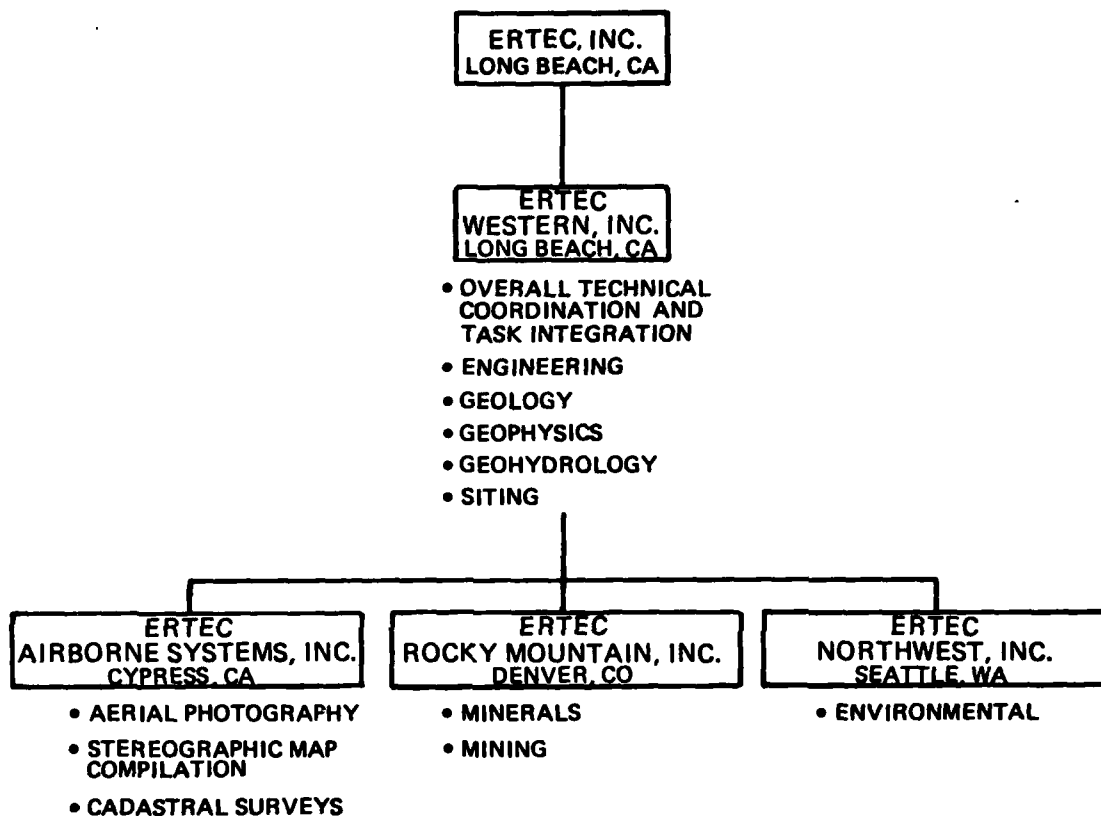 ERTEC, INC.
LONG BEACH, CA
ERTEC
WESTERN, INC.
LONG BEACH, CA
• OVERALL TECHNICAL
COORDINATION AND
TASK INTEGRATION
• ENGINEERING
• GEOLOGY
• GEOPHYSICS
• GEOHYDROLOGY
• SITING
ERTEC
AIRBORNE SYSTEMS, INC.
CYPRESS, CA
• AERIAL PHOTOGRAPHY
• STEREOGRAPHIC MAP
COMPILATION
• CADASTRAL SURVEYS
ERTEC
ROCKY MOUNTAIN, INC.
DENVER, CO
• MINERALS
• MINING
ERTEC
NORTHWEST, INC.
SEATTLE, WA
• ENVIRONMENTAL